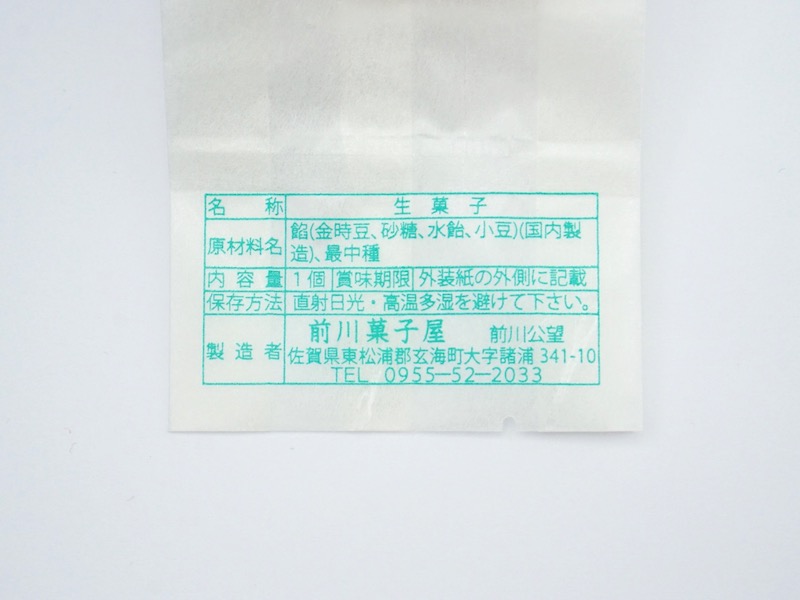 名称 生菓子
原材料名 餡(金時豆、砂糖、水飴、小豆)(国内製
造)、最中種
内容量 1個 賞味期限 外装紙の外側に記載
保存方法 直射日光・高温多湿を避けて下さい。
製造者 前川菓子屋 前川公望
佐賀県東松浦郡玄海町大字諸浦 341-10
TEL 0955-52-2033